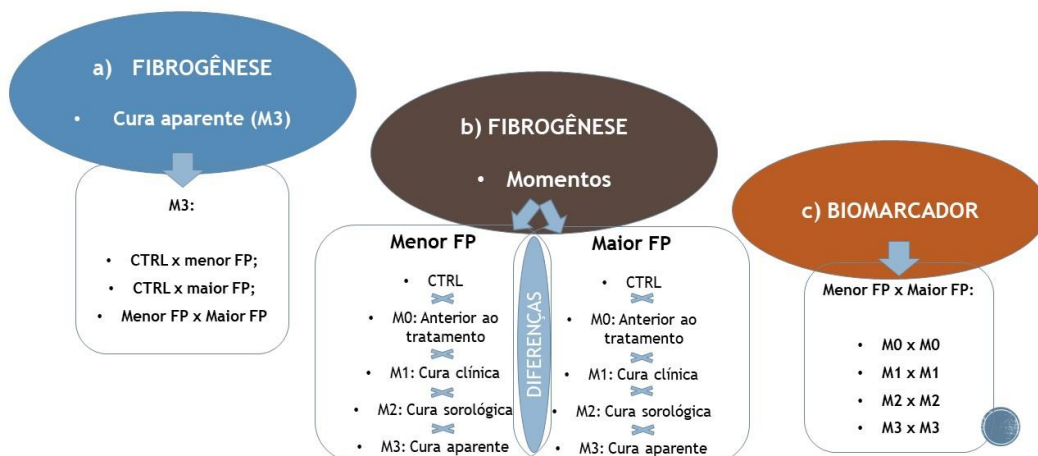 a) FIBROGÊNESE
• Cura aparente (M3)
M3:
• CTRL x menor FP;
• CTRL x maior FP;
• Menor FP x Maior FP
b) FIBROGÊNESE
• Momentos
Menor FP
• CTRL
• M0: Anterior ao
tratamento
• M1: Cura clínica
• M2: Cura sorológica
• M3: Cura aparente
DIFERENÇAS
Maior FP
• CTRL
• M0: Anterior ao
tratamento
• M1: Cura clínica
• M2: Cura sorológica
• M3: Cura aparente
c) BIOMARCADOR
Menor FP x Maior FP:
• M0 x M0
• M1 x M1
• M2 x M2
• M3 x M3